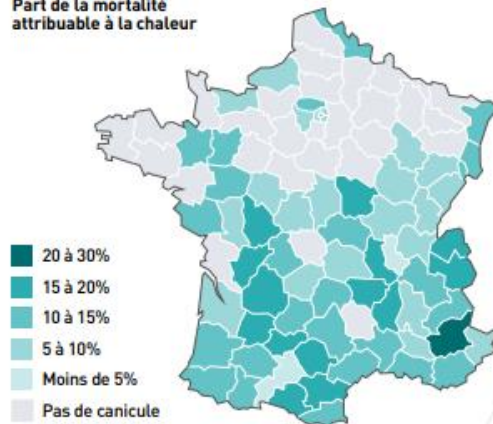 Part de la mortalité
attribuable à la chaleur
20 à 30%
15 à 20%
10 à 15%
5 à 10%
Moins de 5%
Pas de canicule